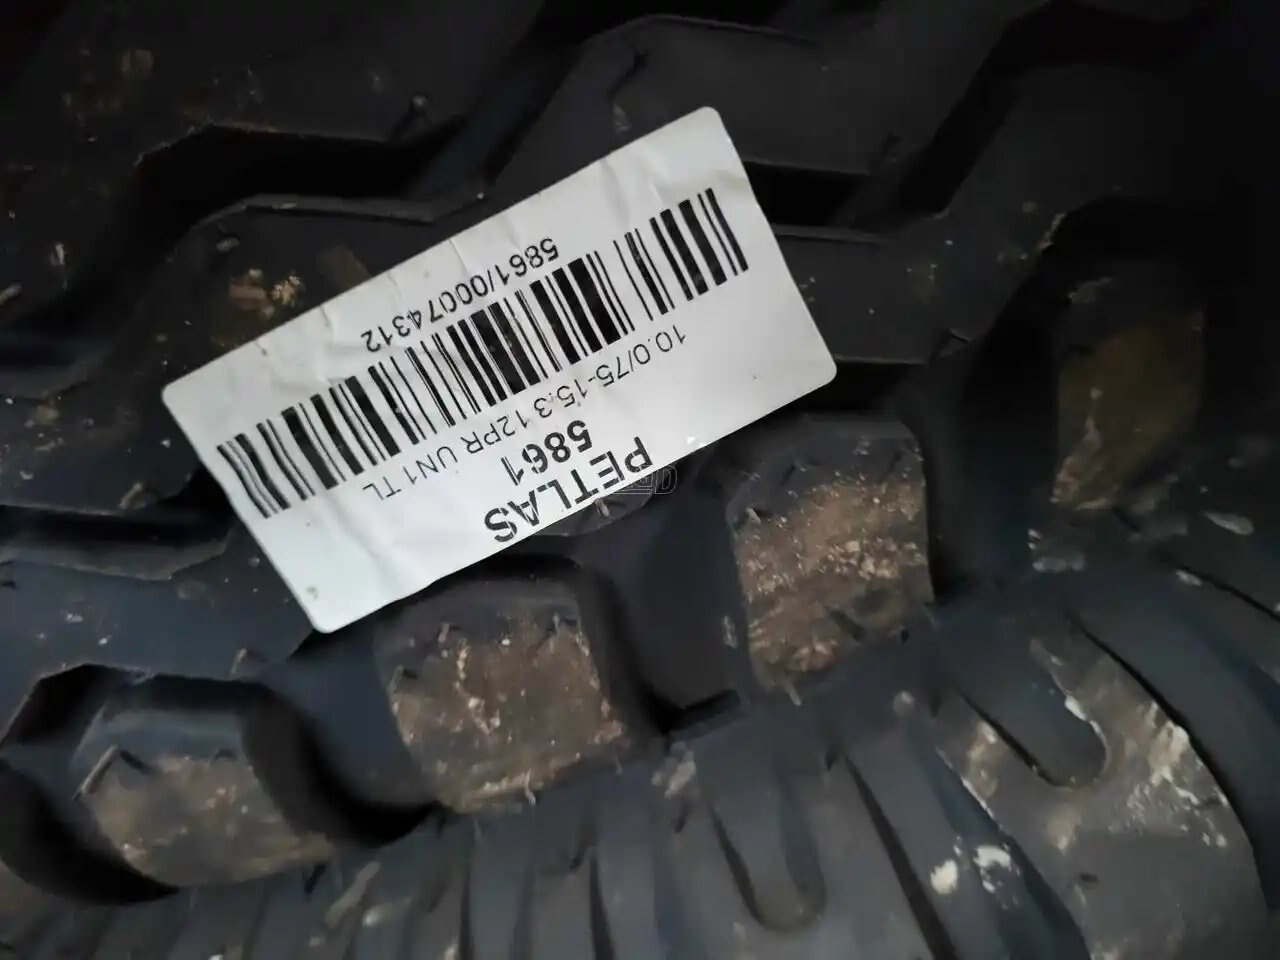 PETLAS
5861
10.0/75-15.3 12PR UN1 TL
5861/00074312